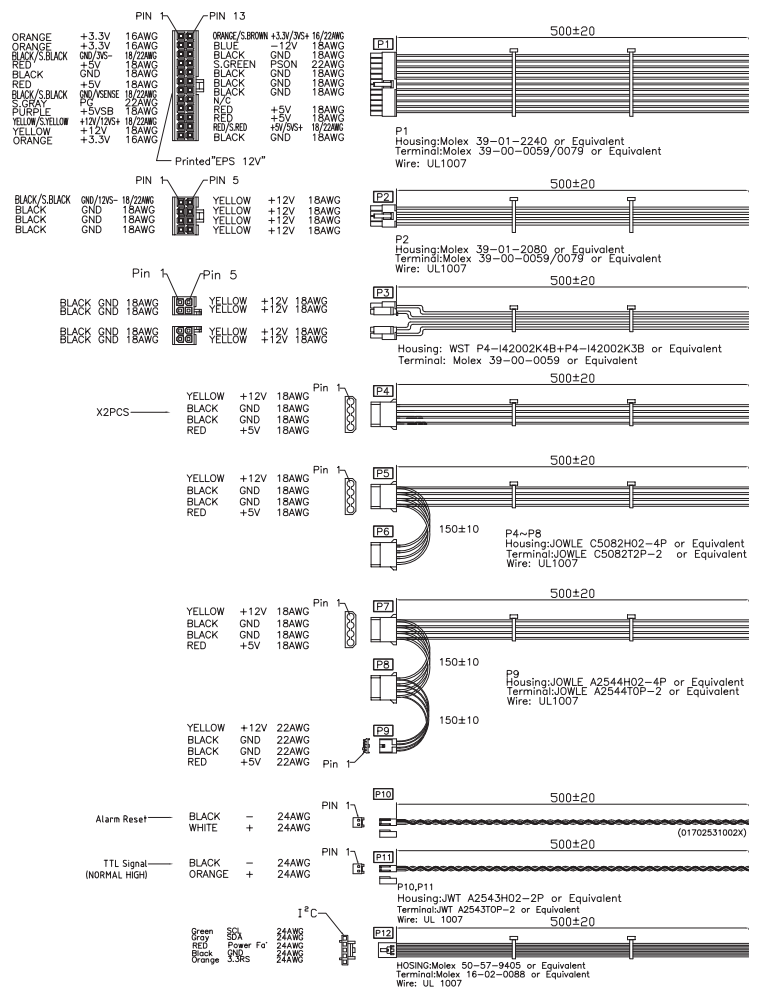 PIN 1 PIN 13
ORANGE +3.3V 16AWG ORANGE/S.BROWN +3.3V/3VS+ 16/22AWG
ORANGE +3.3V 16AWG BLUE −12V 18AWG
BLACK/S.BLACK GND/3VS− 18/22AWG BLACK GND 18AWG
RED +5V 18AWG S.GREEN PSON 22AWG
BLACK GND 18AWG BLACK GND 18AWG
RED +5V 18AWG BLACK GND 18AWG
BLACK/S.BLACK GND/VSENSE 18/22AWG BLACK GND 18AWG
S.GRAY PG 22AWG N/C
PURPLE +5VSB 18AWG RED +5V 18AWG
YELLOW/S.YELLOW +12V/12VS+ 18/22AWG RED +5V 18AWG
YELLOW +12V 18AWG RED/S.RED +5V/5VS+ 18/22AWG
ORANGE +3.3V 16AWG BLACK GND 18AWG
Printed"EPS 12V"
500±20
P1
P1
Housing:Molex 39-01-2240 or Equivalent
Terminal:Molex 39-00-0059/0079 or Equivalent
Wire: UL1007
PIN 1 PIN 5
BLACK/S.BLACK GND/12VS− 18/22AWG YELLOW +12V 18AWG
BLACK GND 18AWG YELLOW +12V 18AWG
BLACK GND 18AWG YELLOW +12V 18AWG
BLACK GND 18AWG YELLOW +12V 18AWG
500±20
P2
P2
Housing:Molex 39-01-2080 or Equivalent
Terminal:Molex 39-00-0059/0079 or Equivalent
Wire: UL1007
Pin 1 Pin 5
BLACK GND 18AWG YELLOW +12V 18AWG
BLACK GND 18AWG YELLOW +12V 18AWG
BLACK GND 18AWG YELLOW +12V 18AWG
BLACK GND 18AWG YELLOW +12V 18AWG
500±20
P3
Housing: WST P4-I42002K4B+P4-I42002K3B or Equivalent
Terminal: Molex 39-00-0059 or Equivalent
X2PCS
Pin 1
YELLOW +12V 18AWG
BLACK GND 18AWG
BLACK GND 18AWG
RED +5V 18AWG
500±20
P4
Pin 1
YELLOW +12V 18AWG
BLACK GND 18AWG
BLACK GND 18AWG
RED +5V 18AWG
500±20
P5
P6
150±10
P4~P8
Housing:JOWLE C5082H02-4P or Equivalent
Terminal:JOWLE C5082T2P-2 or Equivalent
Wire: UL1007
Pin 1
YELLOW +12V 18AWG
BLACK GND 18AWG
BLACK GND 18AWG
RED +5V 18AWG
500±20
P7
P8
150±10
P9
Housing:JOWLE A2544H02-4P or Equivalent
Terminal:JOWLE A2544T0P-2 or Equivalent
Wire: UL1007
150±10
YELLOW +12V 22AWG
BLACK GND 22AWG
BLACK GND 22AWG
RED +5V 22AWG
Pin 1
P9
Alarm Reset
PIN 1
BLACK − 24AWG
WHITE + 24AWG
P10
500±20
(01702531002X)
TTL Signal
(NORMAL HIGH)
PIN 1
BLACK − 24AWG
ORANGE + 24AWG
P11
P10,P11
Housing:JWT A2543H02-2P or Equivalent
Terminal:JWT A2543T0P-2 or Equivalent
Wire: UL 1007
I²C
Green SCL 24AWG
Gray SDA 24AWG
RED Power Fa' 24AWG
Black GND 24AWG
Orange 3.3RS 24AWG
500±20
P12
HOSING:Molex 50-57-9405 or Equivalent
Terminal:Molex 16-02-0088 or Equivalent
Wire: UL 1007